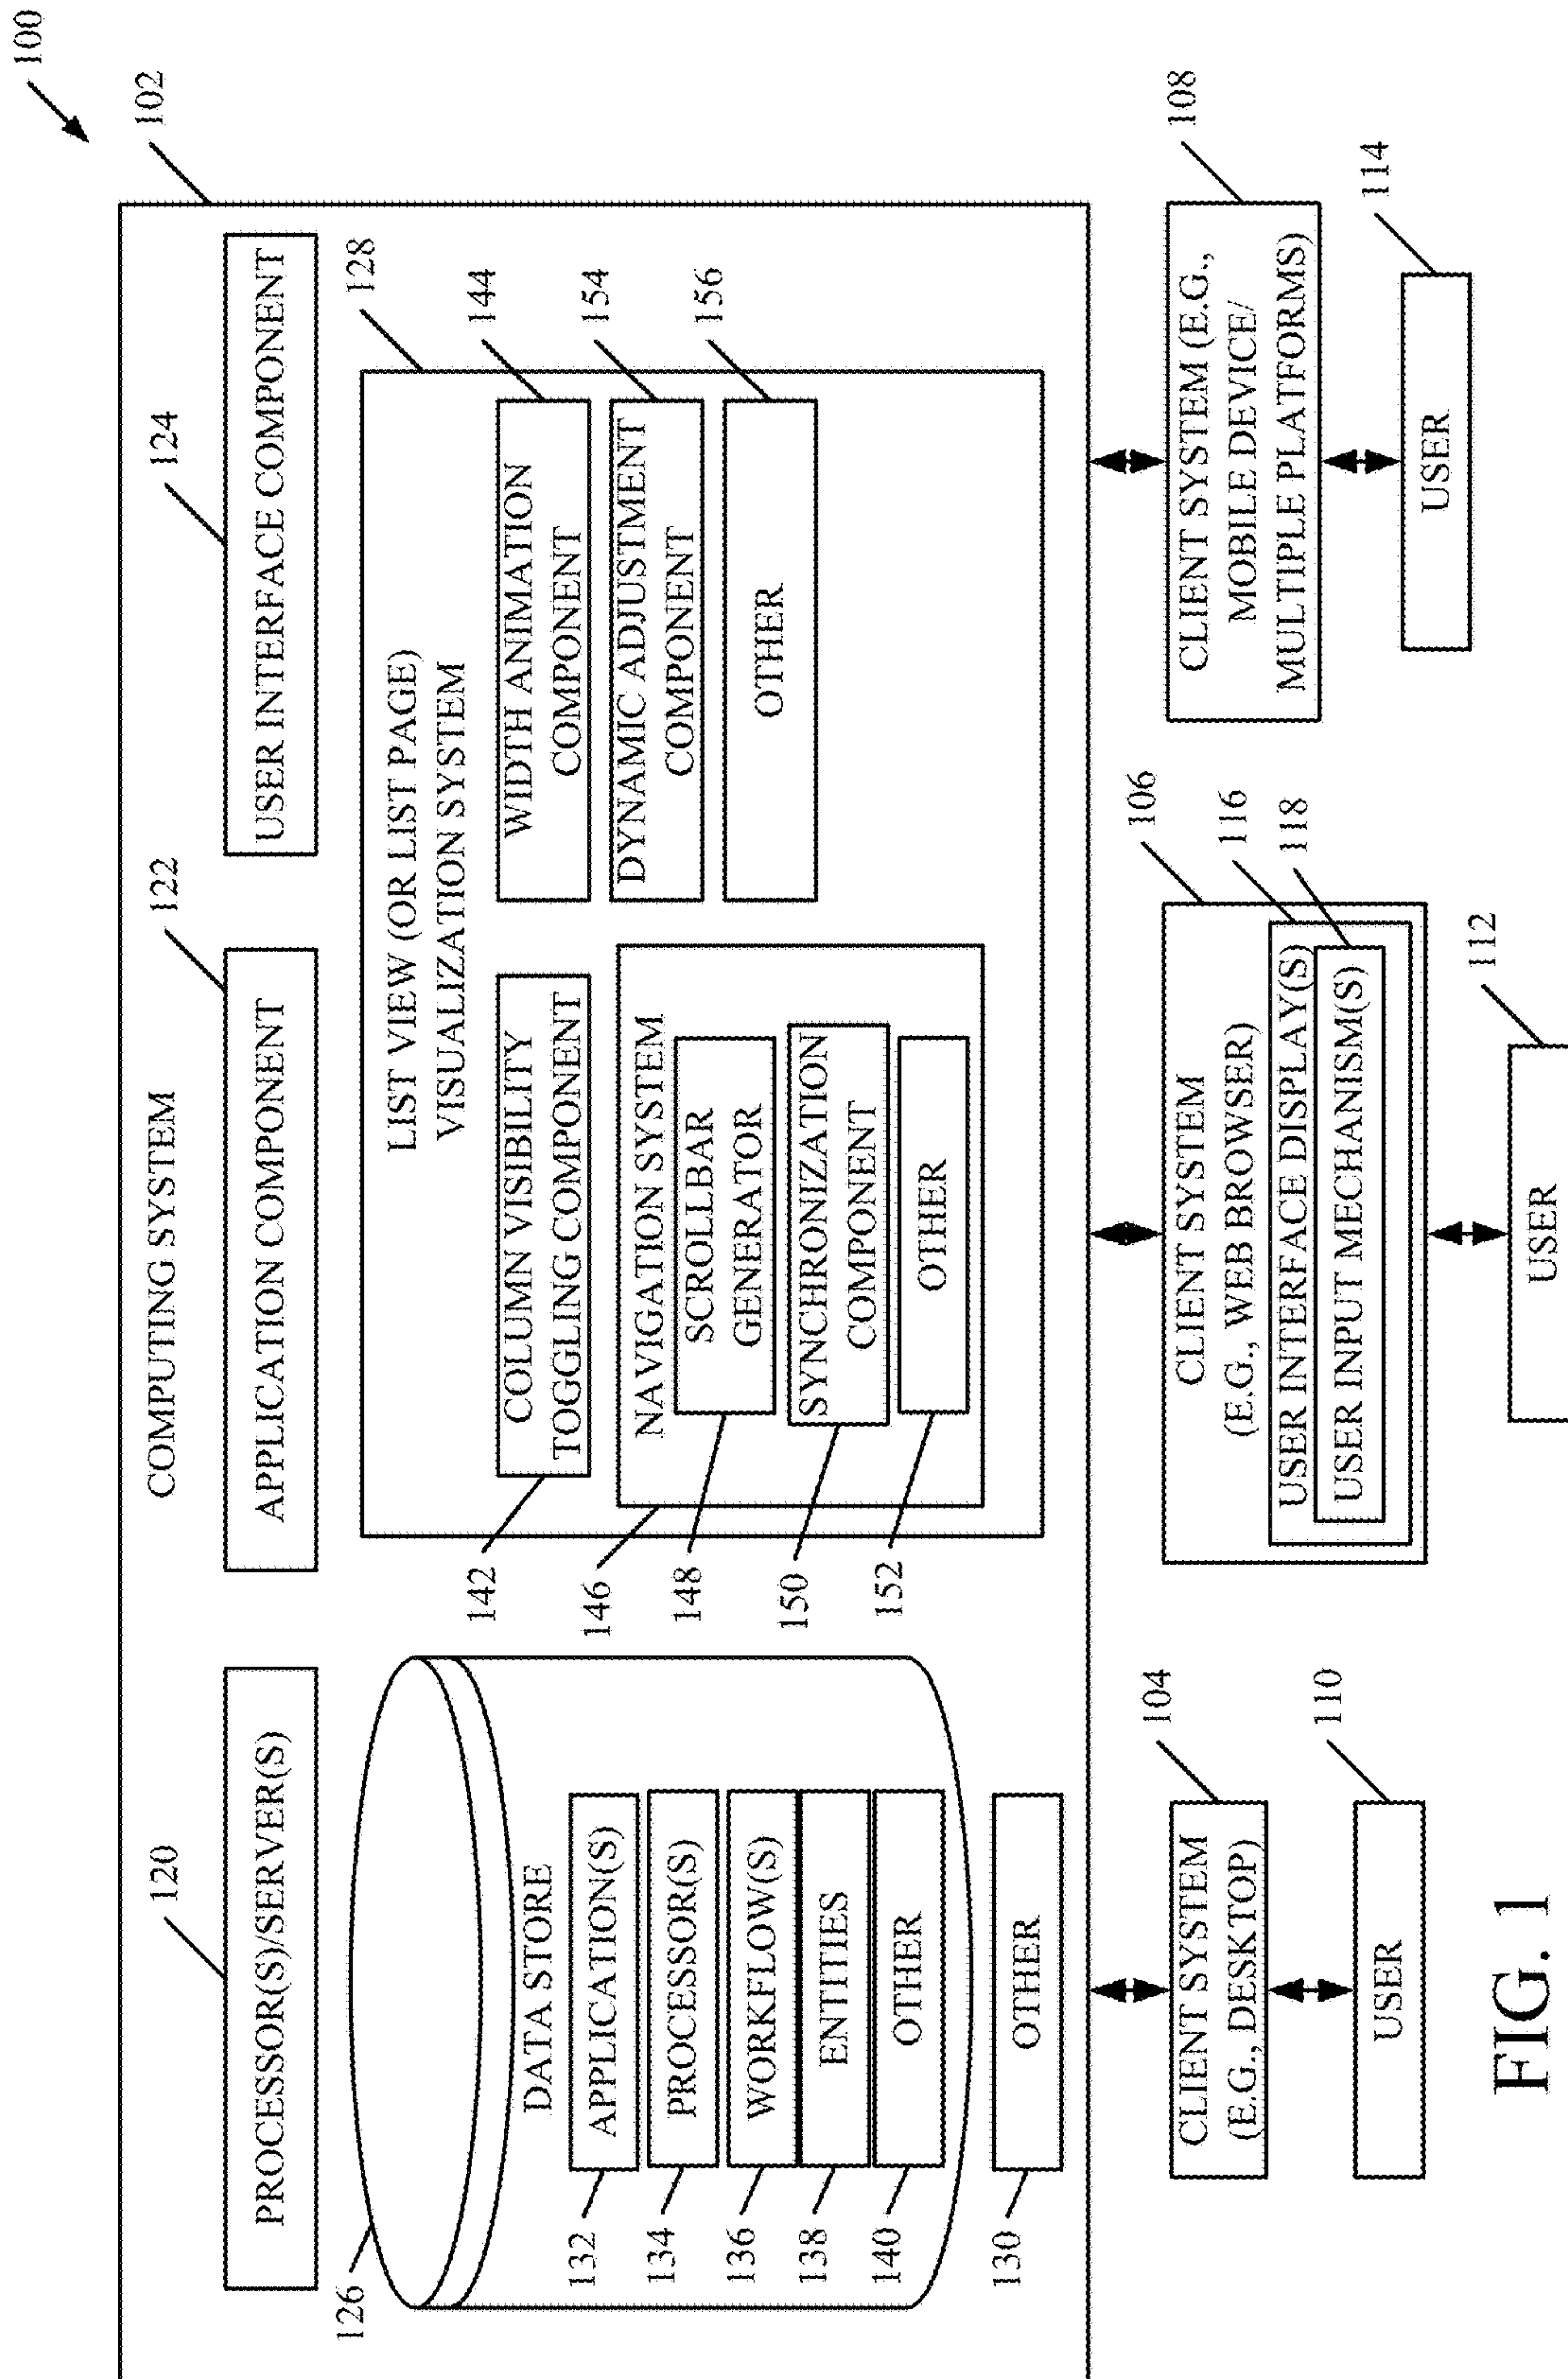 100
102
COMPUTING SYSTEM
120
122
124
PROCESSOR(S)/SERVER(S)
APPLICATION COMPONENT
USER INTERFACE COMPONENT
126
DATA STORE
132
APPLICATION(S)
134
PROCESSOR(S)
136
WORKFLOW(S)
138
ENTITIES
140
OTHER
130
OTHER
128
LIST VIEW (OR LIST PAGE)
VISUALIZATION SYSTEM
142
COLUMN VISIBILITY
TOGGLING COMPONENT
146
NAVIGATION SYSTEM
148
SCROLLBAR
GENERATOR
150
SYNCHRONIZATION
COMPONENT
152
OTHER
144
WIDTH ANIMATION
COMPONENT
154
DYNAMIC ADJUSTMENT
COMPONENT
156
OTHER
104
CLIENT SYSTEM
(E.G., DESKTOP)
110
USER
106
CLIENT SYSTEM
(E.G., WEB BROWSER)
116
USER INTERFACE DISPLAY(S)
118
USER INPUT MECHANISM(S)
112
USER
108
CLIENT SYSTEM (E.G.,
MOBILE DEVICE/
MULTIPLE PLATFORMS)
114
USER
FIG. 1